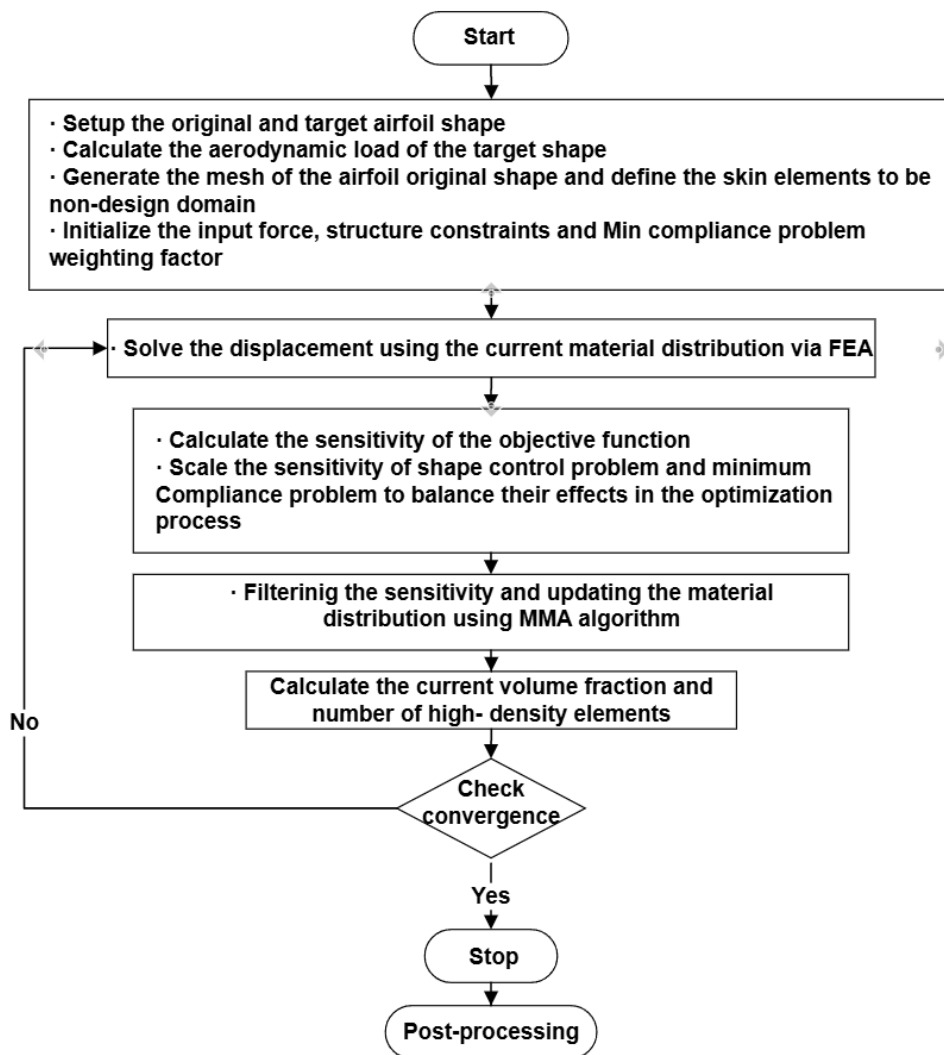 Start
· Setup the original and target airfoil shape
· Calculate the aerodynamic load of the target shape
· Generate the mesh of the airfoil original shape and define the skin elements to be
non-design domain
· Initialize the input force, structure constraints and Min compliance problem
weighting factor
· Solve the displacement using the current material distribution via FEA
· Calculate the sensitivity of the objective function
· Scale the sensitivity of shape control problem and minimum
Compliance problem to balance their effects in the optimization
process
· Filterinig the sensitivity and updating the material
distribution using MMA algorithm
Calculate the current volume fraction and
number of high- density elements
No
Check
convergence
Yes
Stop
Post-processing